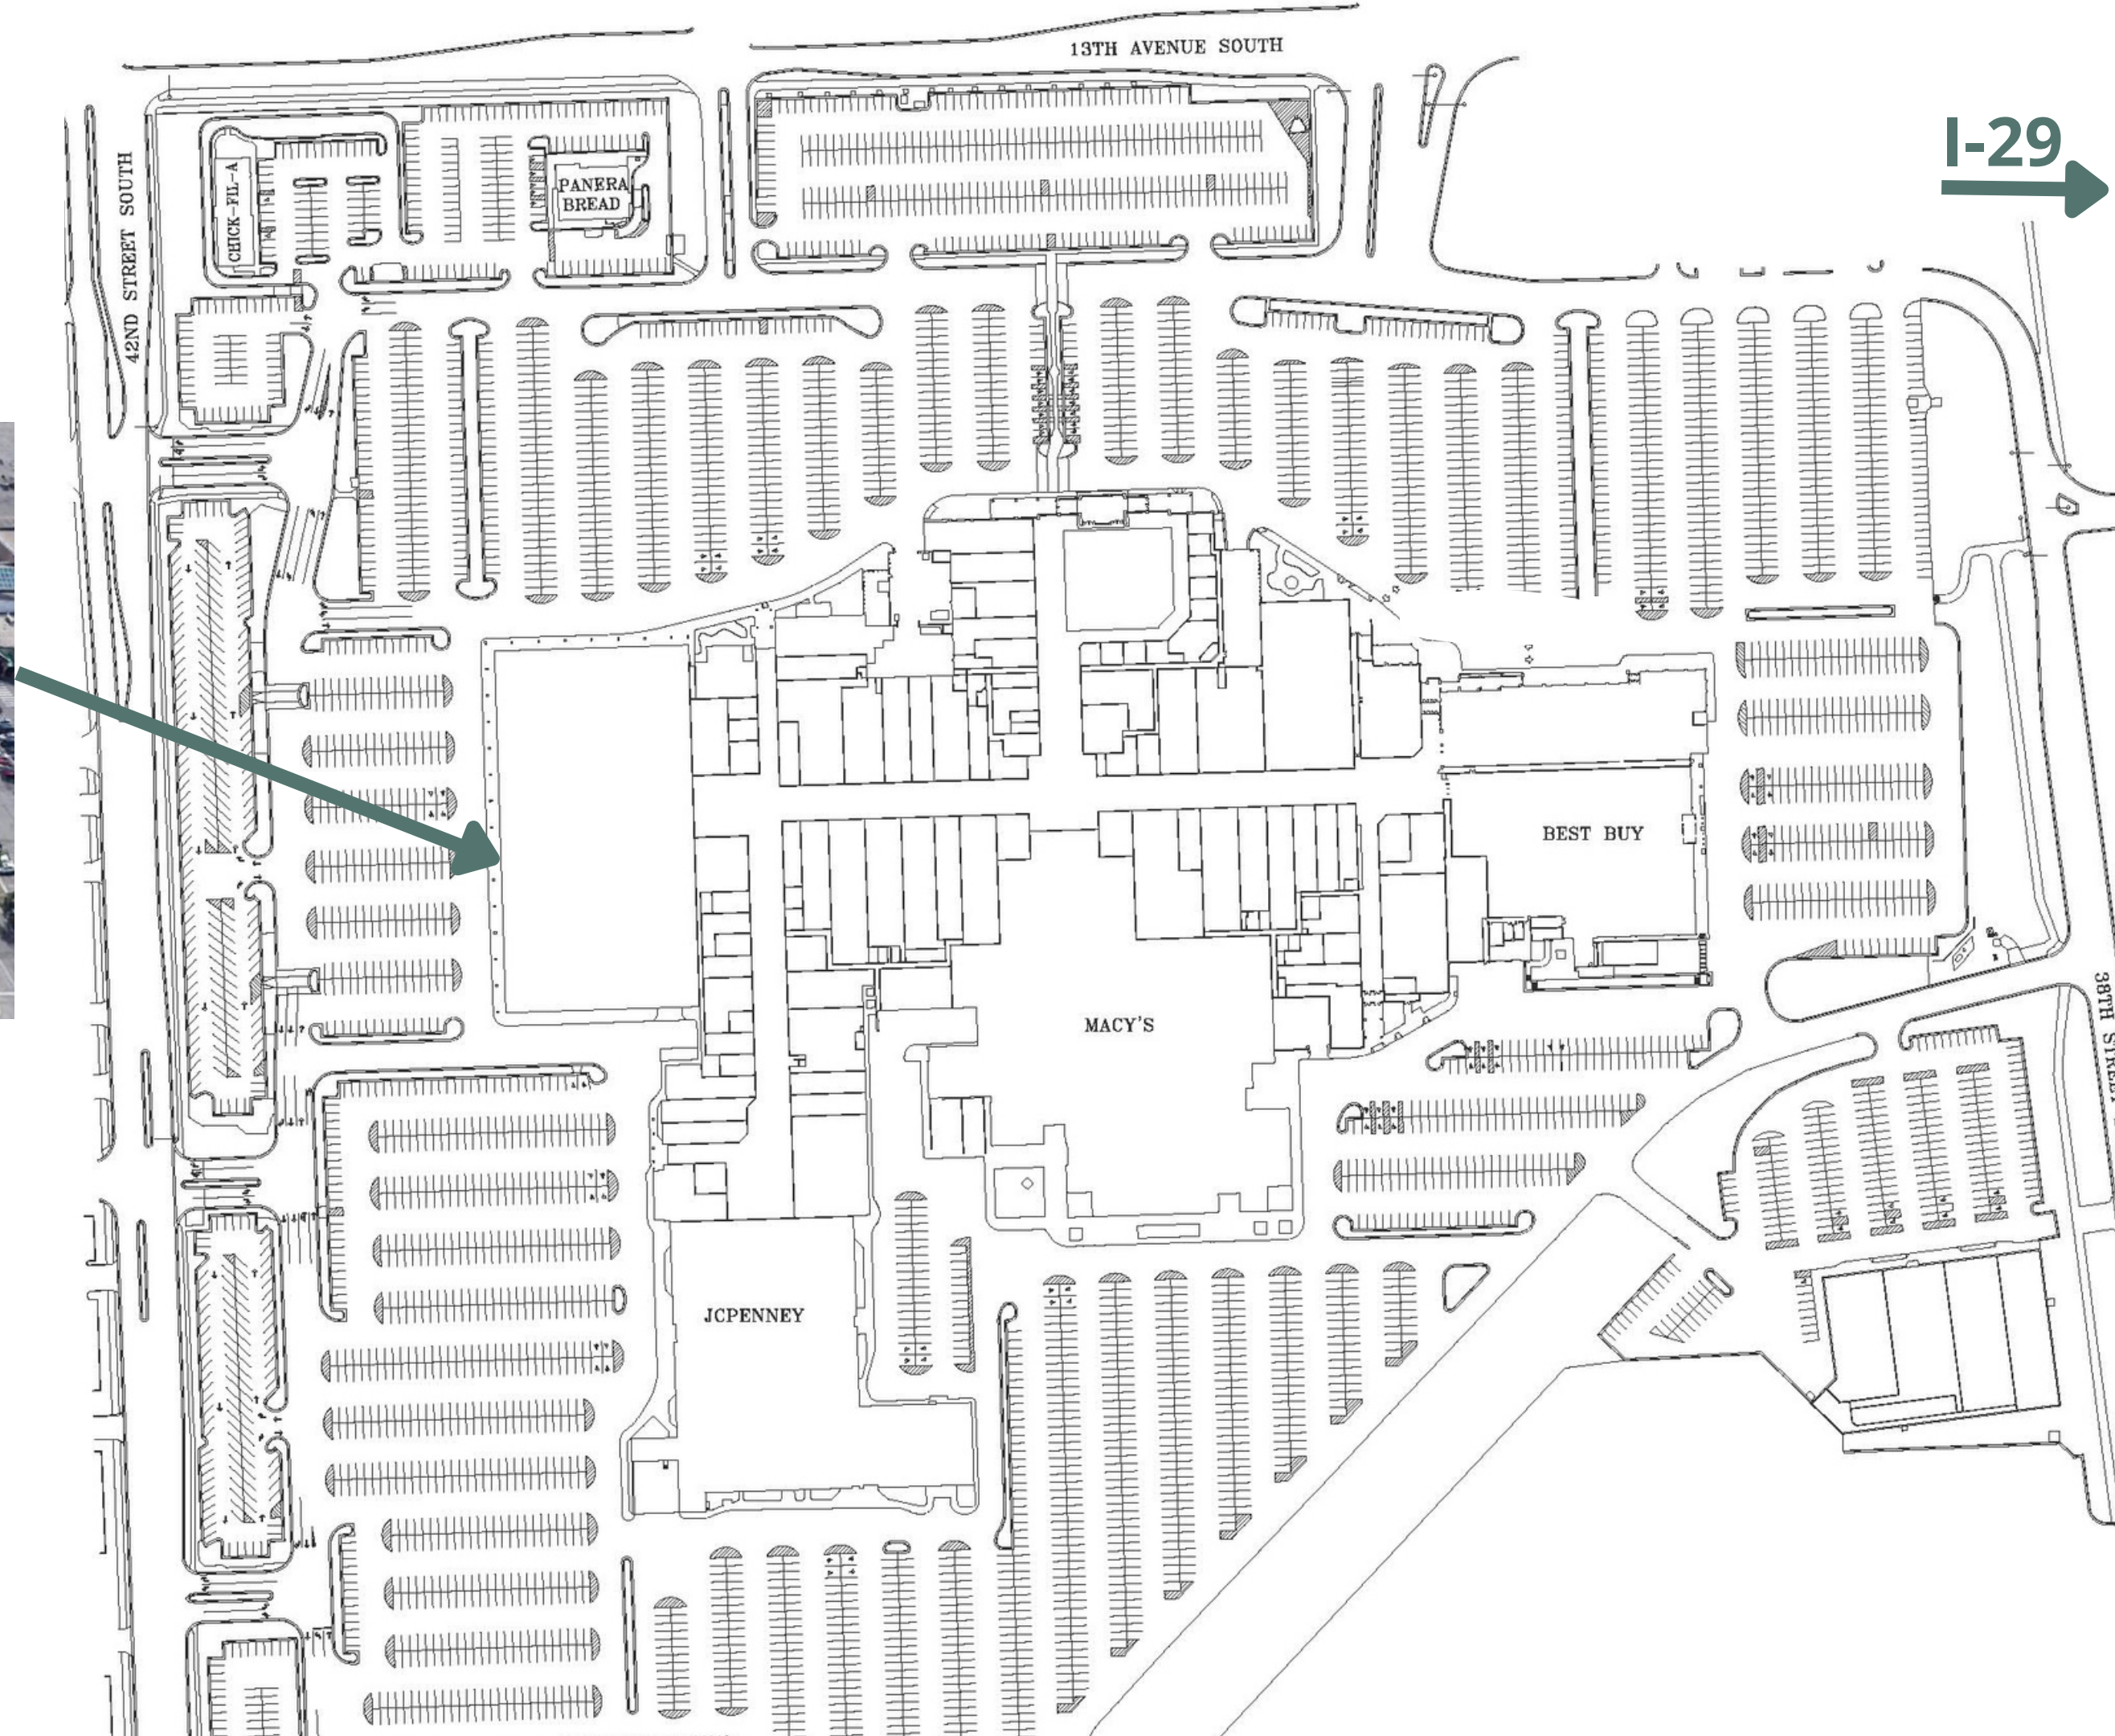 13TH AVENUE SOUTH
I-29
42ND STREET SOUTH
CHICK-FIL-A
PANERA
BREAD
BEST BUY
MACY'S
38TH STREET
JCPENNEY